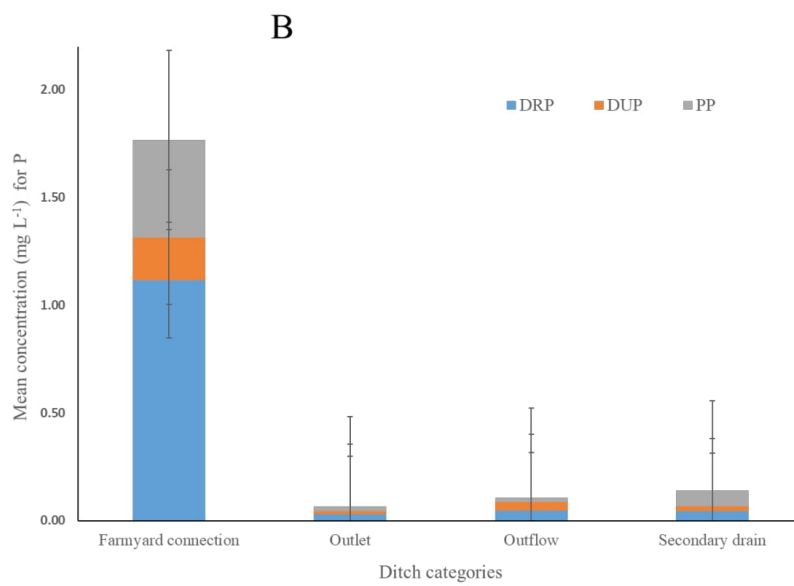 B
2.00
DRP DUP PP
1.50
1.00
0.50
0.00
Mean concentration (mg L-1) for P
Farmyard connection Outlet Outflow Secondary drain
Ditch categories